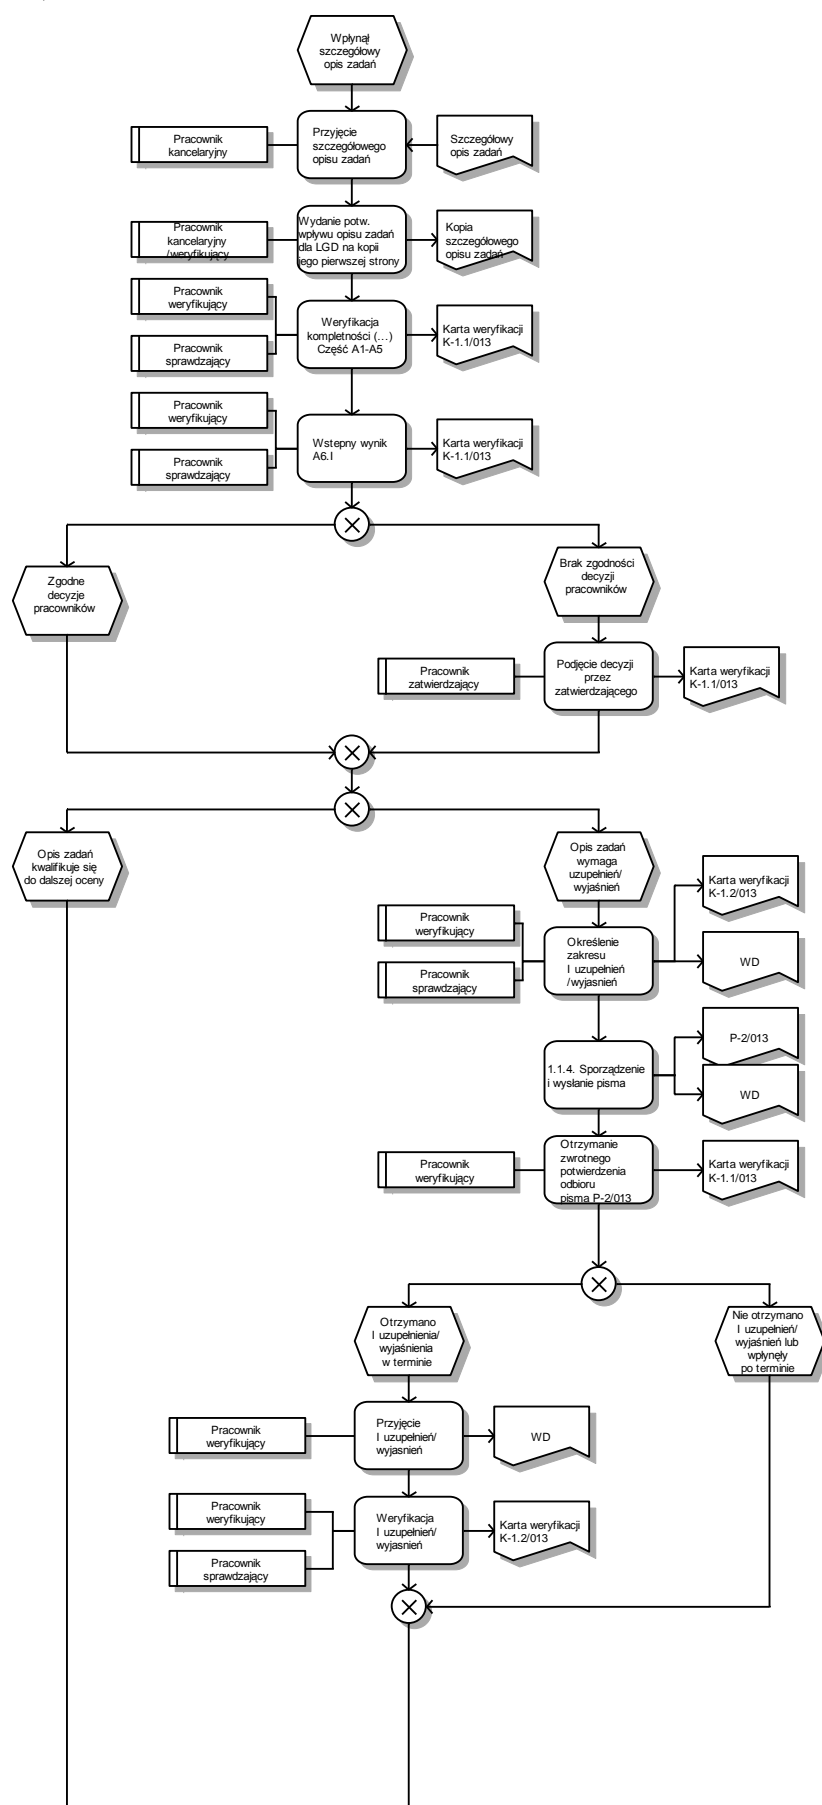 Wpłynął
szczegółowy
opis zadań
Pracownik
kancelaryjny
Przyjęcie
szczegółowego
opisu zadań
Szczegółowy
opis zadań
Pracownik
kancelaryjny
/weryfikujący
Wydanie potw.
wpływu opisu zadań
dla LGD na kopii
jego pierwszej strony
Kopia
szczegółowego
opisu zadań
Pracownik
weryfikujący
Pracownik
sprawdzający
Weryfikacja
kompletności (...)
Część A1-A5
Karta weryfikacji
K-1.1/013
Pracownik
weryfikujący
Pracownik
sprawdzający
Wstepny wynik
A6.I
Karta weryfikacji
K-1.1/013
Zgodne
decyzje
pracowników
Brak zgodności
decyzji
pracowników
Pracownik
zatwierdzający
Podjęcie decyzji
przez
zatwierdzającego
Karta weryfikacji
K-1.1/013
Opis zadań
kwalifikuje się
do dalszej oceny
Opis zadań
wymaga
uzupełnień/
wyjaśnień
Karta weryfikacji
K-1.2/013
Pracownik
weryfikujący
Pracownik
sprawdzający
Określenie
zakresu
I uzupełnień
/wyjasnień
WD
P-2/013
1.1.4. Sporządzenie
i wysłanie pisma
WD
Pracownik
weryfikujący
Otrzymanie
zwrotnego
potwierdzenia
odbioru
pisma P-2/013
Karta weryfikacji
K-1.1/013
Otrzymano
I uzupełnienia/
wyjaśnienia
w terminie
Nie otrzymano
I uzupełnień/
wyjaśnień lub
wpłynęły
po terminie
Pracownik
weryfikujący
Przyjęcie
I uzupełnień/
wyjasnień
WD
Pracownik
weryfikujący
Pracownik
sprawdzający
Weryfikacja
I uzupełnień/
wyjasnień
Karta weryfikacji
K-1.2/013